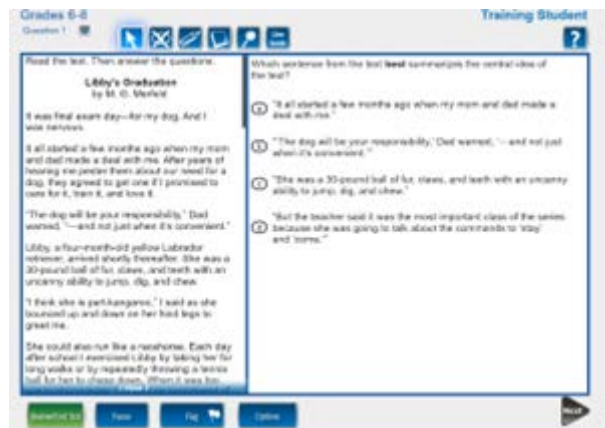 Grades 6-8
Training Student
Question 1
?
Read the text. Then answer the questions.
Libby's Graduation
by M. G. Merfeld
It was final exam day—for my dog. And I
was nervous.
It all started a few months ago when my mom
and dad made a deal with me. After years of
hearing me pester them about our need for a
dog, they agreed to get one if I promised to
care for it, train it, and love it.
"The dog will be your responsibility," Dad
warned, "—and not just when it's convenient."
Libby, a four-month-old yellow Labrador
retriever, arrived shortly thereafter. She was a
30-pound ball of fur, claws, and teeth with an
uncanny ability to jump, dig, and chew.
"I think she is part-kangaroo," I said as she
bounced up and down on her hind legs to
greet me.
She could also run like a racehorse. Each day
after school I exercised Libby by taking her for
long walks or by repeatedly throwing a tennis
ball for her to chase down. When it was too
Which sentence from the text best summarizes the central idea of
the text?
"It all started a few months ago when my mom and dad made a
deal with me."
"'The dog will be your responsibility,' Dad warned, '—and not just
when it's convenient.'"
"She was a 30-pound ball of fur, claws, and teeth with an uncanny
ability to jump, dig, and chew."
"But the teacher said it was the most important class of the series
because she was going to talk about the commands to 'stay'
and 'come.'"
Pause
Flag
Options
Next